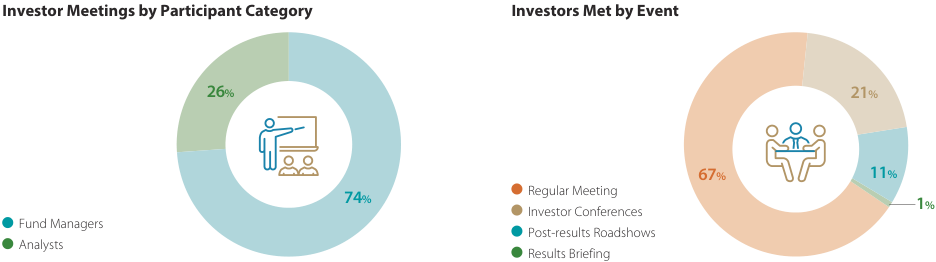 Investor Meetings by Participant Category
26%
74%
Fund Managers
Analysts
Investors Met by Event
21%
11%
1%
67%
Regular Meeting
Investor Conferences
Post-results Roadshows
Results Briefing